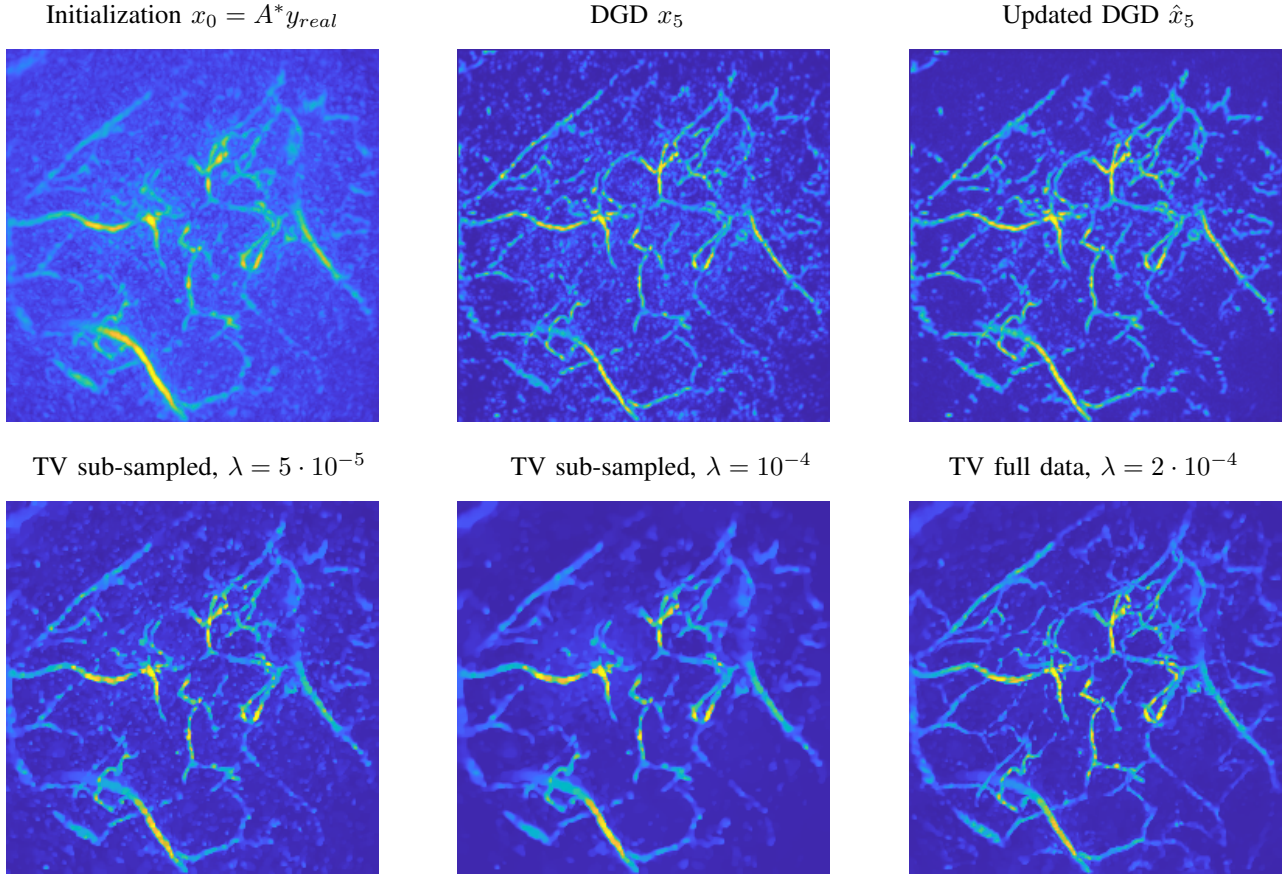 Initialization $x_0 = A^* y_{real}$
DGD $x_5$
Updated DGD $\hat{x}_5$
TV sub-sampled, $\lambda = 5 \cdot 10^{-5}$
TV sub-sampled, $\lambda = 10^{-4}$
TV full data, $\lambda = 2 \cdot 10^{-4}$